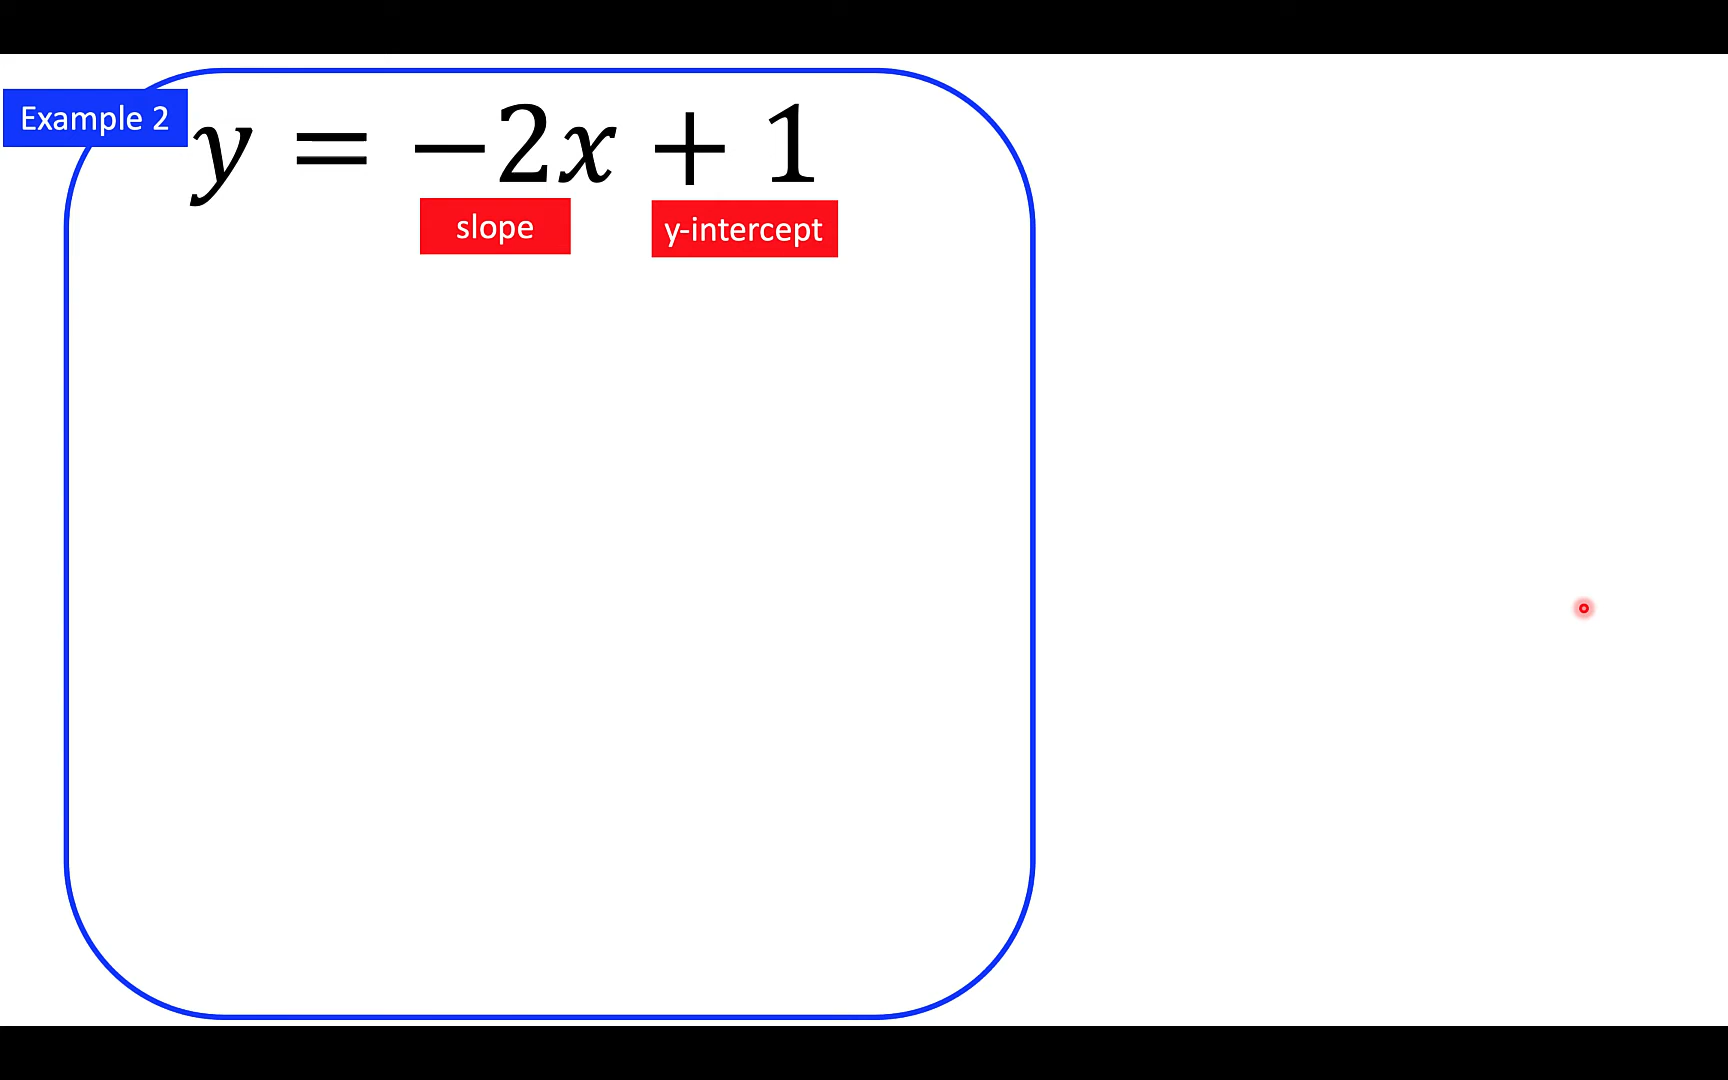 Example 2
y = −2x + 1
slope y-intercept